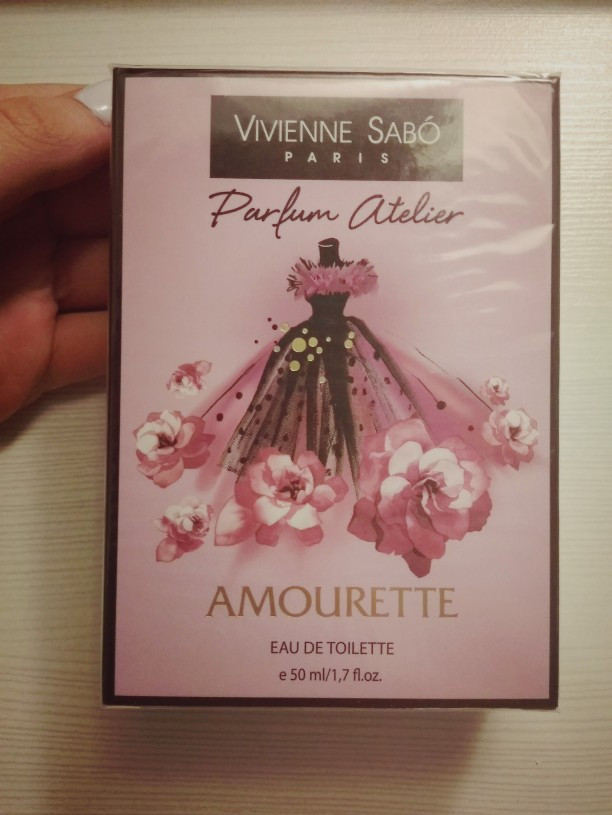 VIVIENNE SABÓ
PARIS
Parfum Atelier
AMOURETTE
EAU DE TOILETTE
e 50 ml/1,7 fl.oz.